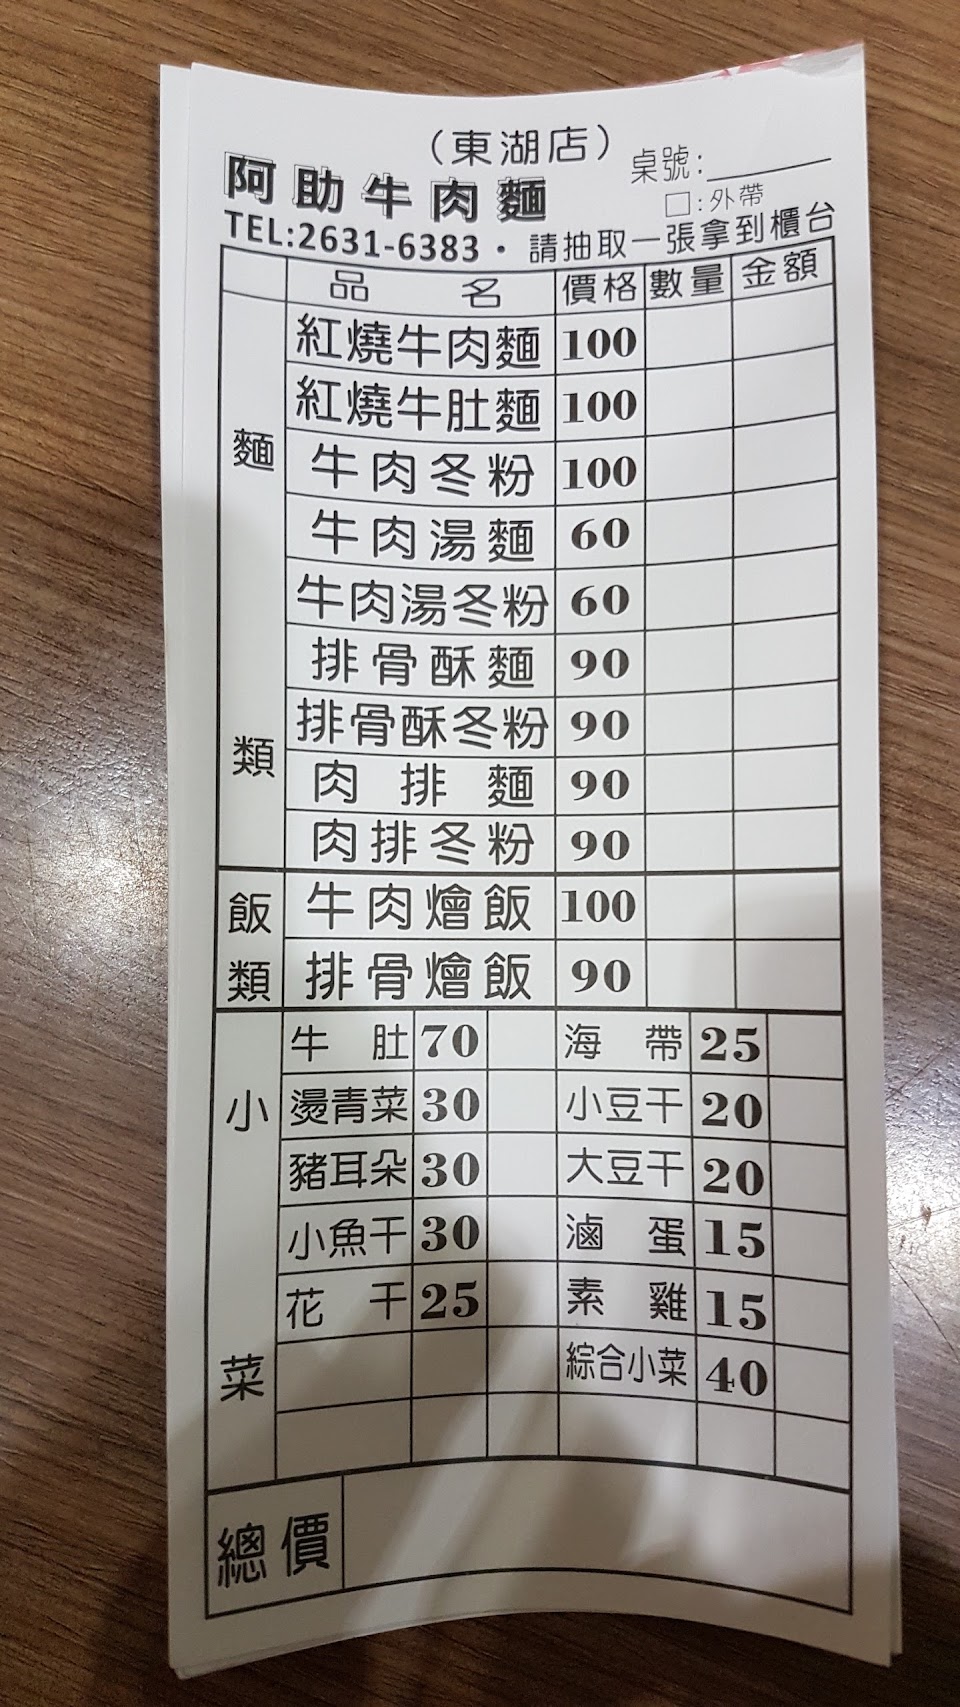 （東湖店）
阿助牛肉麵 桌號：
□：外帶
TEL:2631-6383・請抽取一張拿到櫃台
品名 價格 數量 金額
麵類
紅燒牛肉麵 100
紅燒牛肚麵 100
牛肉冬粉 100
牛肉湯麵 60
牛肉湯冬粉 60
排骨酥麵 90
排骨酥冬粉 90
肉排麵 90
肉排冬粉 90
飯類
牛肉燴飯 100
排骨燴飯 90
小菜
牛肚 70 海帶 25
燙青菜 30 小豆干 20
豬耳朵 30 大豆干 20
小魚干 30 滷蛋 15
花干 25 素雞 15
綜合小菜 40
總價